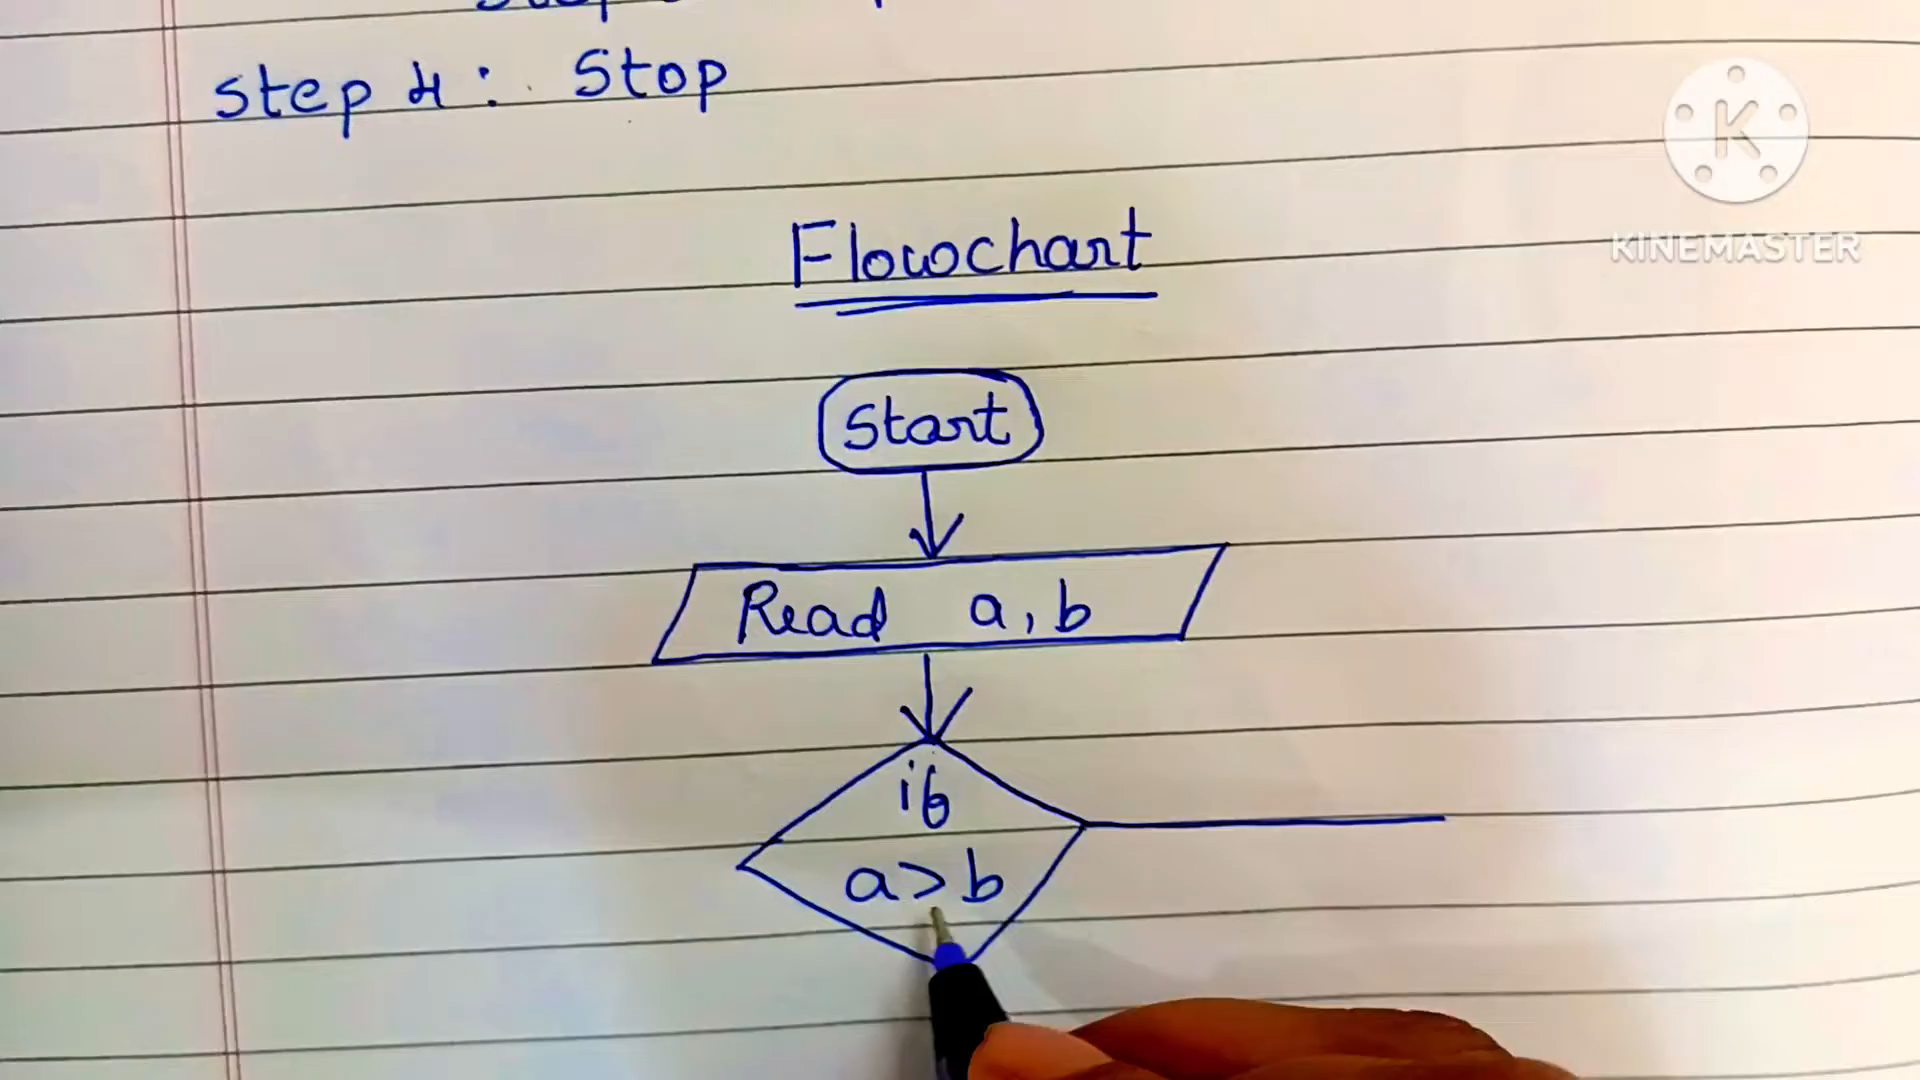 Step 4: Stop
K
KINEMASTER
Flowchart
Start
Read a, b
if
a > b